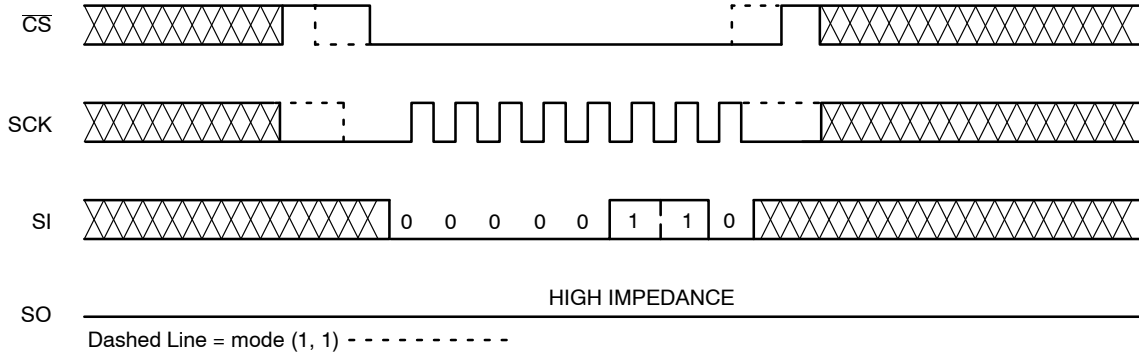 CS
SCK
SI 0 0 0 0 0 1 1 0
HIGH IMPEDANCE
SO
Dashed Line = mode (1, 1)